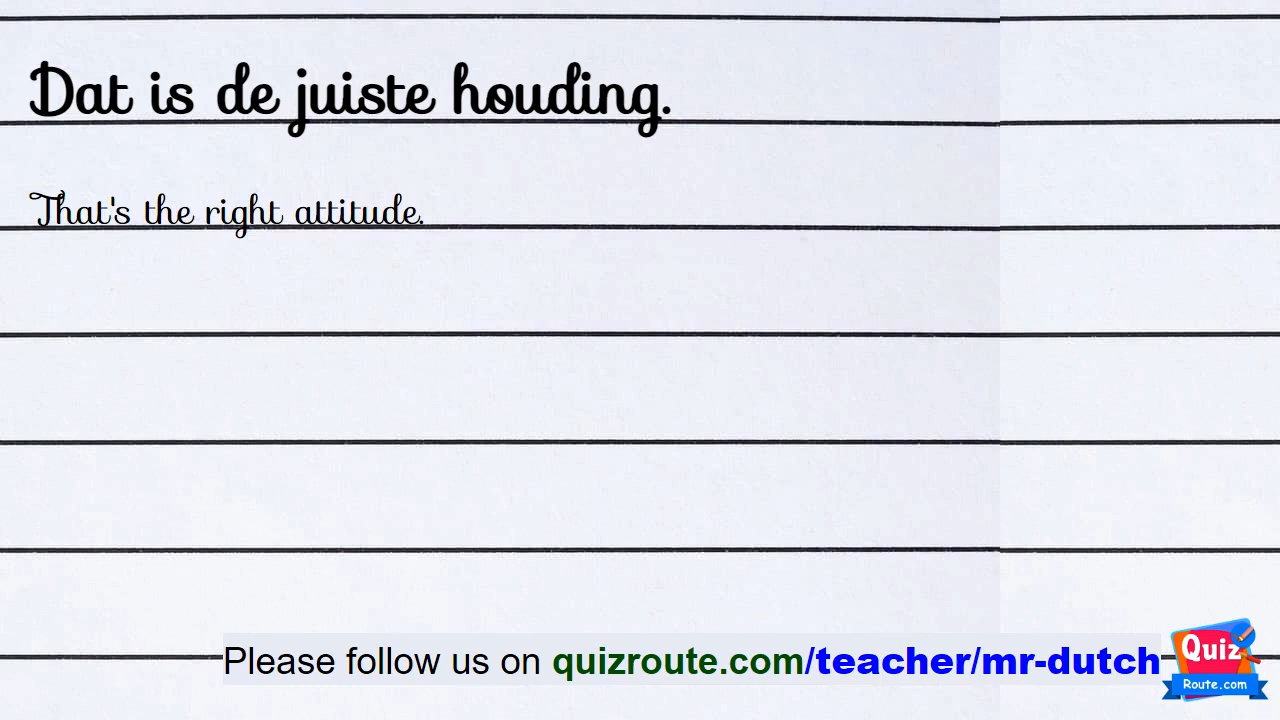 Dat is de juiste houding.
That's the right attitude.
Please follow us on quizroute.com/teacher/mr-dutch
Quiz
Route.com